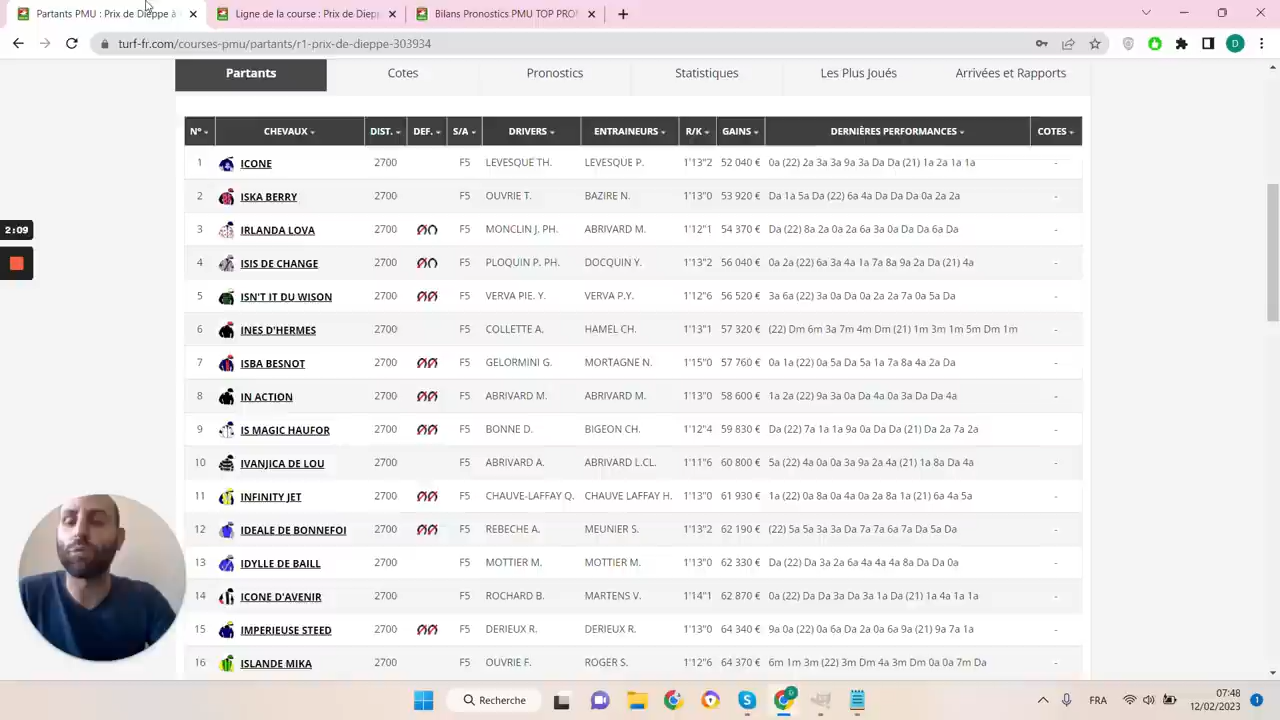 Partants PMU : Prix de Dieppe à
Ligne de chevaux : Prix de Diepp
Bilans Pronostics PMU TOP PRO
turf-fr.com/courses-pmu/partants/r1-prix-de-dieppe-303934
Partants Cotes Pronostics Statistiques Les Plus Joués Arrivées et Rapports
N° CHEVAUX DIST. DEF. S/A DRIVERS ENTRAINEURS R/K GAINS DERNIÈRES PERFORMANCES COTES
1 ICONE 2700 F5 LEVESQUE TH. LEVESQUE P. 1'13"2 52 040 € 0a (22) 2a 3a 3a 9a 3a Da Da (21) 1a 2a 1a 1a -
2 ISKA BERRY 2700 F5 OUVRIE T. BAZIRE N. 1'13"0 53 920 € Da 1a 5a Da (22) 6a 4a Da Da Da 0a 2a 2a -
2:09
3 IRLANDA LOVA 2700 F5 MONCLIN J. PH. ABRIVARD M. 1'12"1 54 370 € Da (22) 8a 2a 0a 2a 6a 3a 0a Da Da 6a Da -
4 ISIS DE CHANGE 2700 F5 PLOQUIN P. PH. DOCQUIN Y. 1'13"2 56 040 € 0a 2a (22) 6a 3a 4a 1a 7a 8a 9a 2a Da (21) 4a -
5 ISN'T IT DU WISON 2700 F5 VERVA PIE. Y. VERVA P.Y. 1'12"6 56 520 € 3a 6a (22) 3a 0a Da 0a 2a 2a 7a 0a 5a Da -
6 INES D'HERMES 2700 F5 COLLETTE A. HAMEL CH. 1'13"1 57 320 € (22) Dm 6m 3a 7m 4m Dm (21) 1m 3m 1m 5m Dm 1m -
7 ISBA BESNOT 2700 F5 GELORMINI G. MORTAGNE N. 1'15"0 57 760 € 0a 1a (22) 0a 5a Da 5a 1a 7a 8a 4a 2a Da -
8 IN ACTION 2700 F5 ABRIVARD M. ABRIVARD M. 1'13"0 58 600 € 1a 2a (22) 9a 3a 0a Da 4a 0a 3a Da Da 4a -
9 IS MAGIC HAUFOR 2700 F5 BONNE D. BIGEON CH. 1'12"4 59 830 € Da (22) 7a 1a 1a 9a 0a Da Da (21) Da 2a 7a 2a -
10 IVANJICA DE LOU 2700 F5 ABRIVARD A. ABRIVARD L.CL. 1'11"6 60 800 € 5a (22) 4a 0a 0a 3a 9a 2a 4a (21) 1a 8a Da 4a -
11 INFINITY JET 2700 F5 CHAUVE-LAFFAY Q. CHAUVE LAFFAY H. 1'13"0 61 930 € 1a (22) 0a 8a 0a 4a 0a 2a 8a 1a (21) 6a 4a 5a -
12 IDEALE DE BONNEFOI 2700 F5 REBECHE A. MEUNIER S. 1'13"2 62 190 € (22) 5a 5a 3a 3a Da 7a 7a 6a 7a Da 5a Da -
13 IDYLLE DE BAILL 2700 F5 MOTTIER M. MOTTIER M. 1'13"0 62 330 € Da (22) Da 3a 2a 6a 4a 4a 4a 8a Da Da 0a -
14 ICONE D'AVENIR 2700 F5 ROCHARD B. MARTENS V. 1'14"1 62 870 € 0a (22) Da Da 3a Da 3a 1a Da (21) 1a 4a 1a 1a -
15 IMPERIEUSE STEED 2700 F5 DERIEUX R. DERIEUX R. 1'13"0 64 340 € 9a 0a (22) 0a 6a Da 2a 0a 6a 9a (21) 9a 7a 1a -
16 ISLANDE MIKA 2700 F5 OUVRIE F. ROGER S. 1'12"6 64 370 € 6m 1m 3m (22) 3m Dm 4a 3m Dm 0a 0a 7m Da -
Recherche
FRA
07:48
12/02/2023